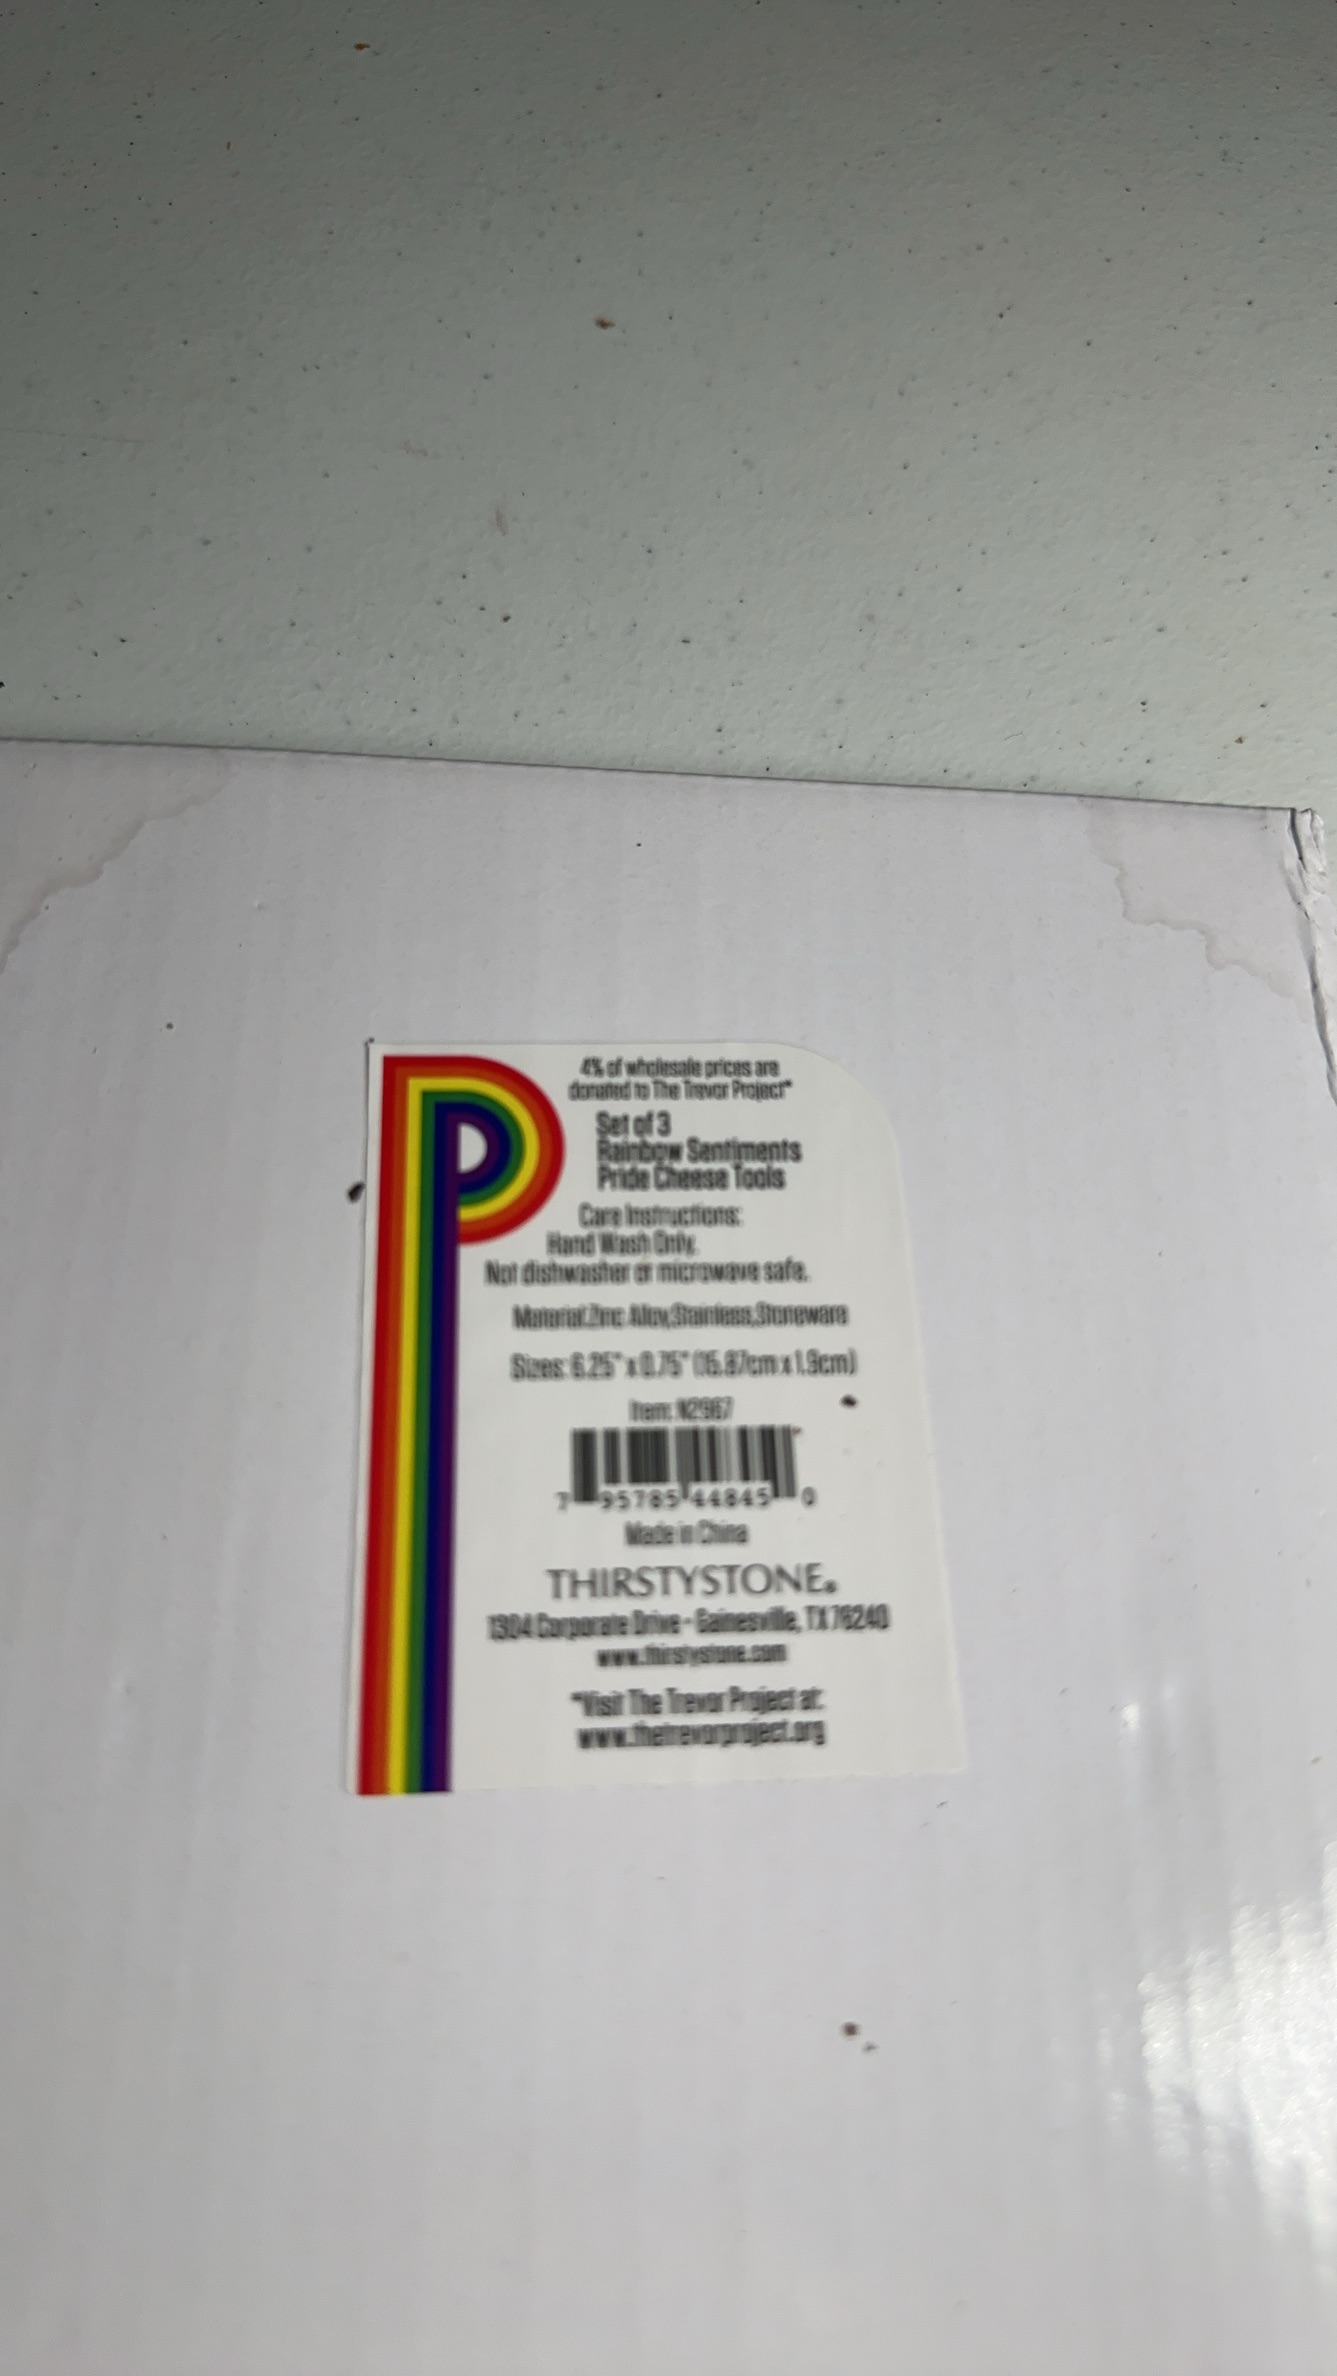 4% of wholesale prices are
donated to The Trevor Project*
Set of 3
Rainbow Sentiments
Pride Cheese Tools
Care Instructions:
Hand Wash Only.
Not dishwasher or microwave safe.
Material:Zinc Alloy,Stainless,Stoneware
Sizes: 6.25" x 0.75" (15.87cm x 1.9cm)
Item: N2967
7 95785 44845 0
Made in China
THIRSTYSTONE®
1304 Corporate Drive - Gainesville, TX 76240
www.thirstystone.com
*Visit The Trevor Project at:
www.thetrevorproject.org